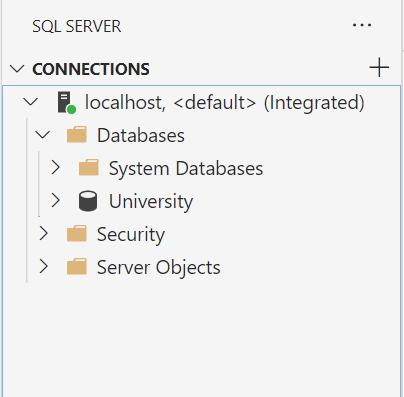 SQL SERVER
CONNECTIONS
localhost, <default> (Integrated)
Databases
System Databases
University
Security
Server Objects